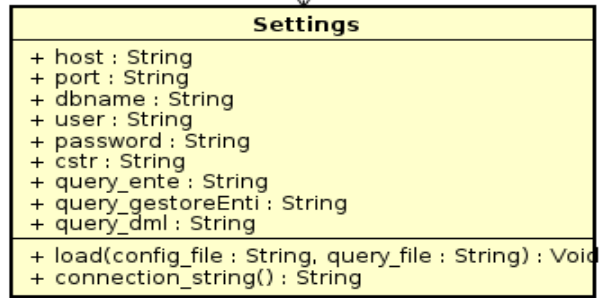 Settings
+ host : String
+ port : String
+ dbname : String
+ user : String
+ password : String
+ cstr : String
+ query_ente : String
+ query_gestoreEnti : String
+ query_dml : String
+ load(config_file : String, query_file : String) : Void
+ connection_string() : String